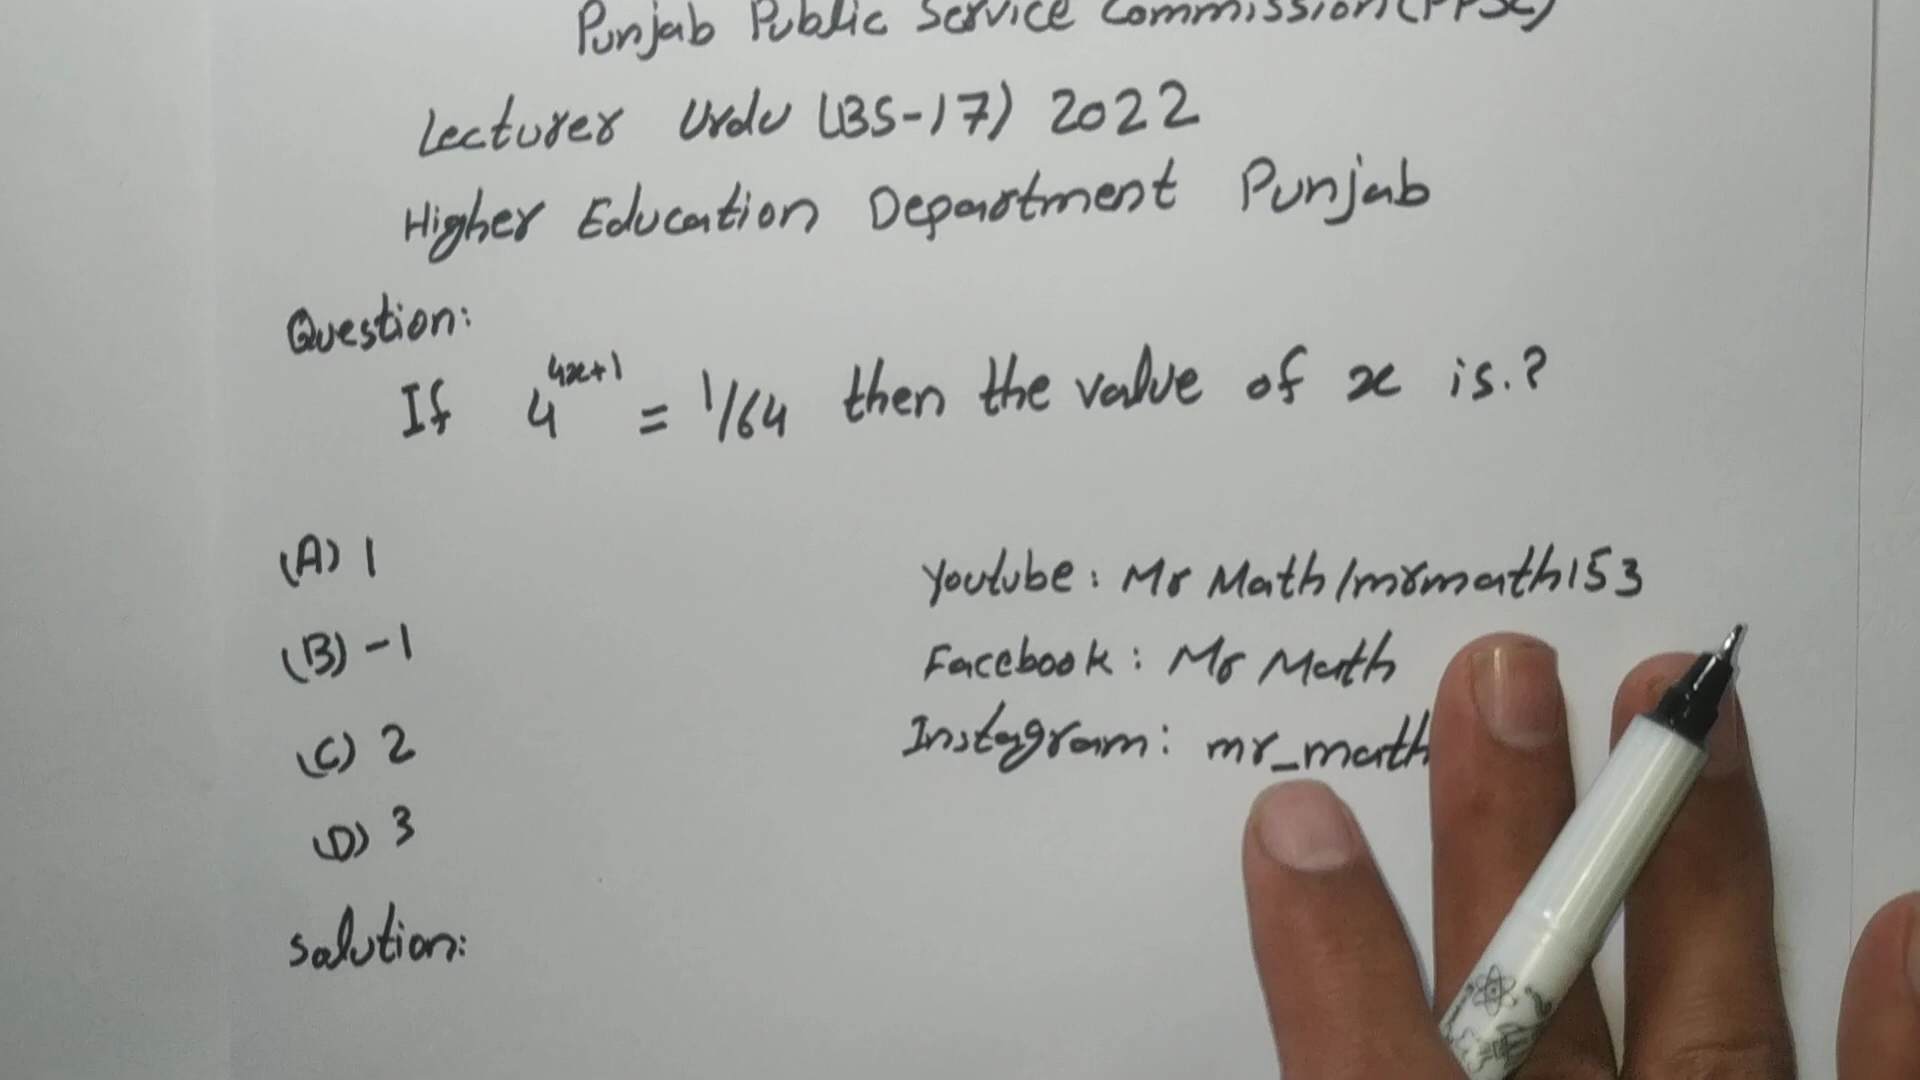 Punjab Public Service Commission (PPSC)
Lecturer Urdu (BS-17) 2022
Higher Education Department Punjab
Question:
If 4^{4x+1} = 1/64 then the value of x is.?
(A) 1
(B) -1
(C) 2
(D) 3
Youtube: Mr Math/mrmath153
Facebook: Mr Math
Instagram: mr_math
Solution: